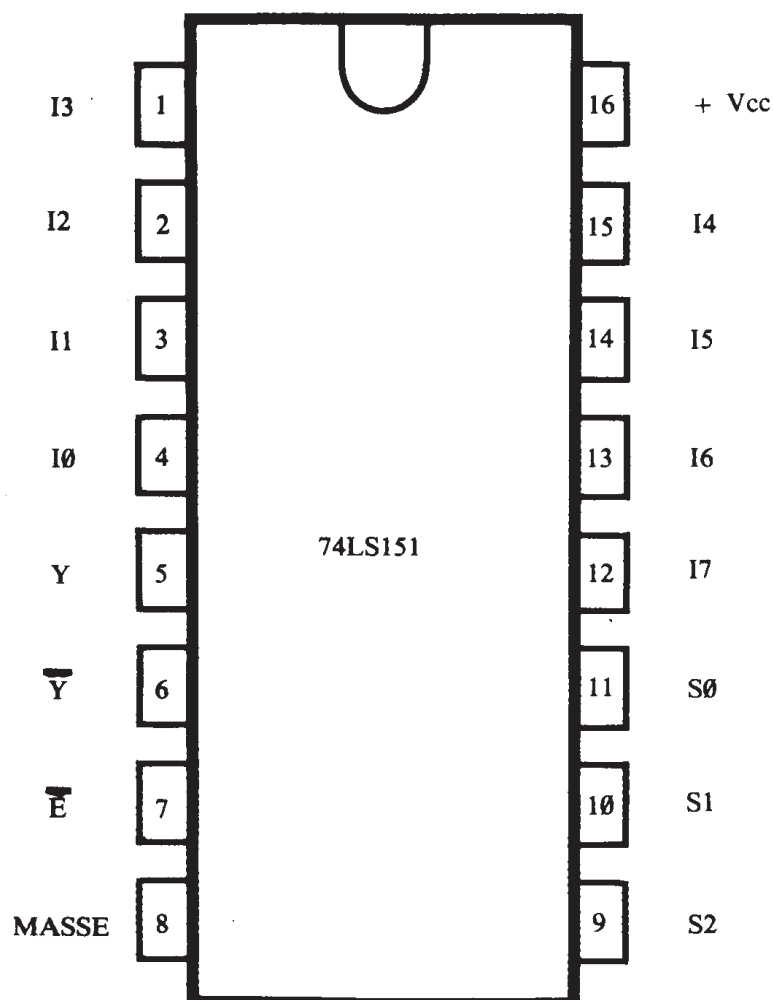 I3 1 16 + Vcc
I2 2 15 I4
I1 3 14 I5
IØ 4 13 I6
74LS151
Y 5 12 I7
Y̅ 6 11 SØ
E̅ 7 1Ø S1
MASSE 8 9 S2